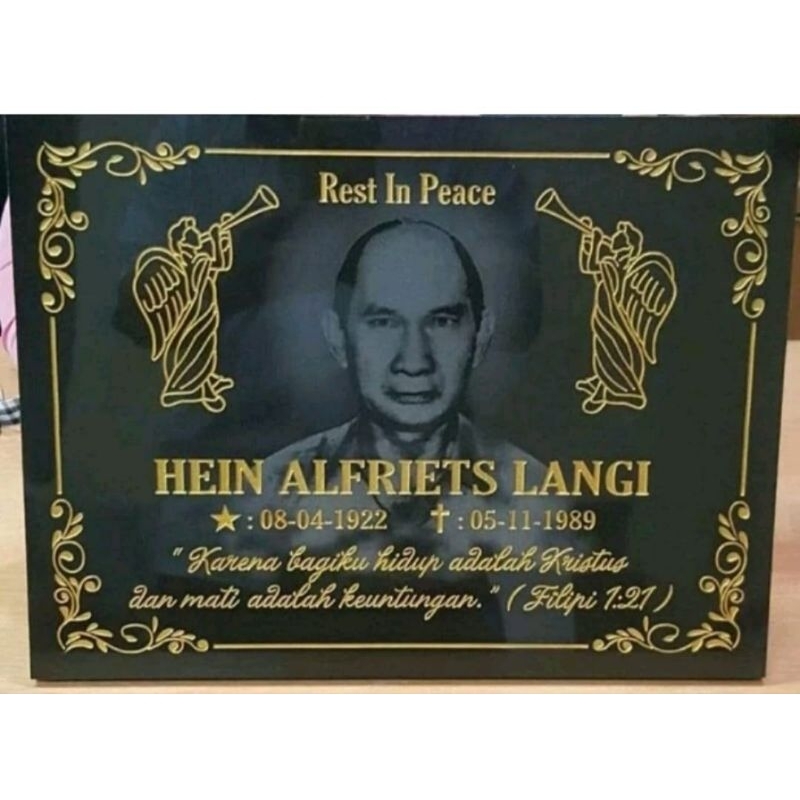 Rest In Peace
HEIN ALFRIETS LANGI
★ : 08-04-1922 ✝ : 05-11-1989
" Karena bagiku hidup adalah Kristus
dan mati adalah keuntungan. " ( Filipi 1:21 )